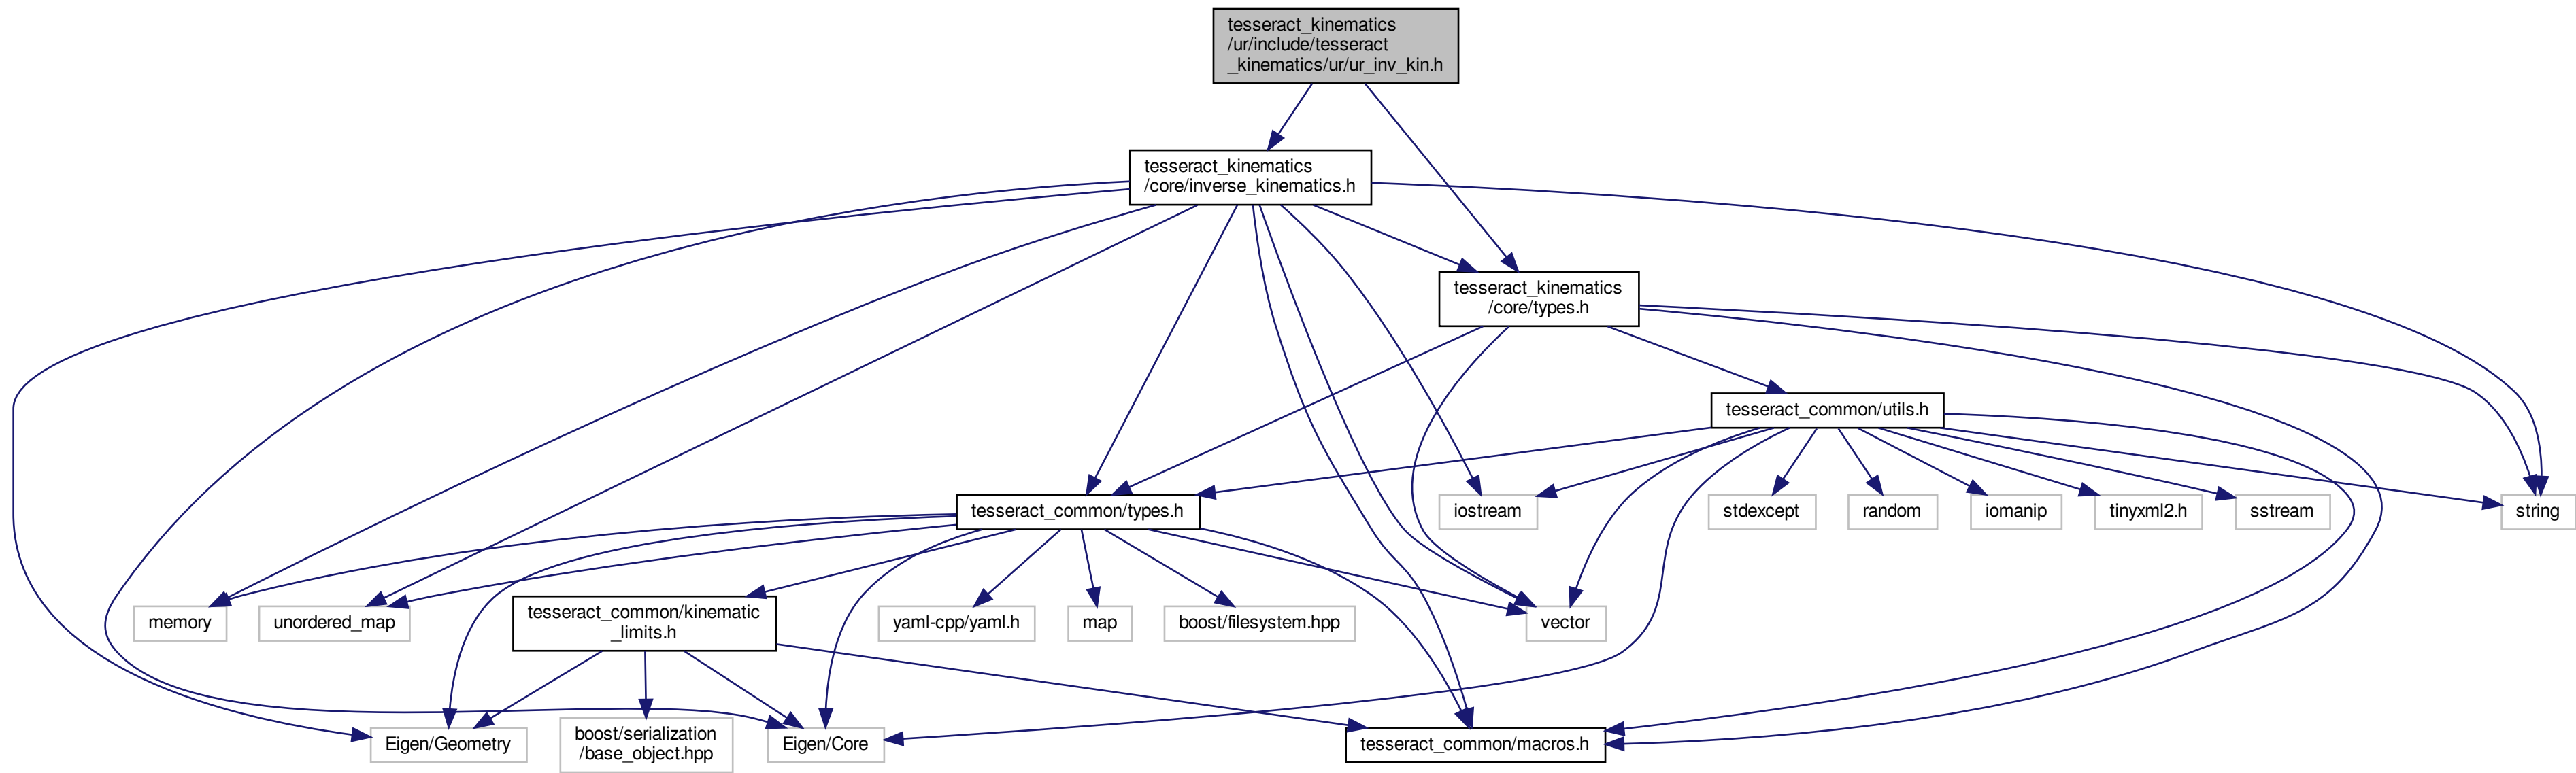 tesseract_kinematics
/ur/include/tesseract
_kinematics/ur/ur_inv_kin.h
tesseract_kinematics
/core/inverse_kinematics.h
tesseract_kinematics
/core/types.h
tesseract_common/utils.h
tesseract_common/types.h
iostream
stdexcept
random
iomanip
tinyxml2.h
sstream
string
memory
unordered_map
tesseract_common/kinematic
_limits.h
yaml-cpp/yaml.h
map
boost/filesystem.hpp
vector
Eigen/Geometry
boost/serialization
/base_object.hpp
Eigen/Core
tesseract_common/macros.h